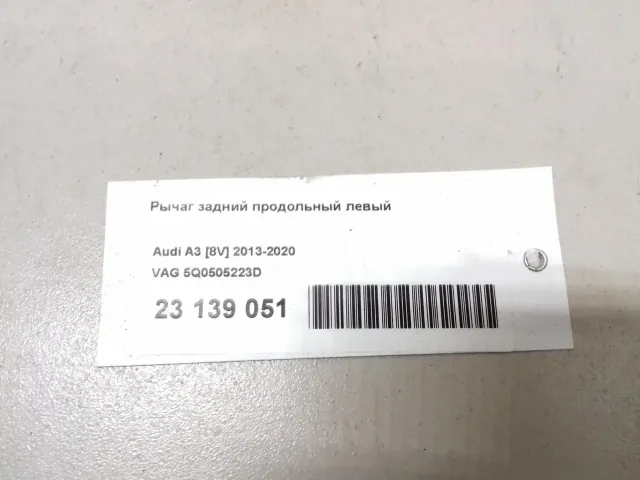 Рычаг задний продольный левый
Audi A3 [8V] 2013-2020
VAG 5Q0505223D
23 139 051